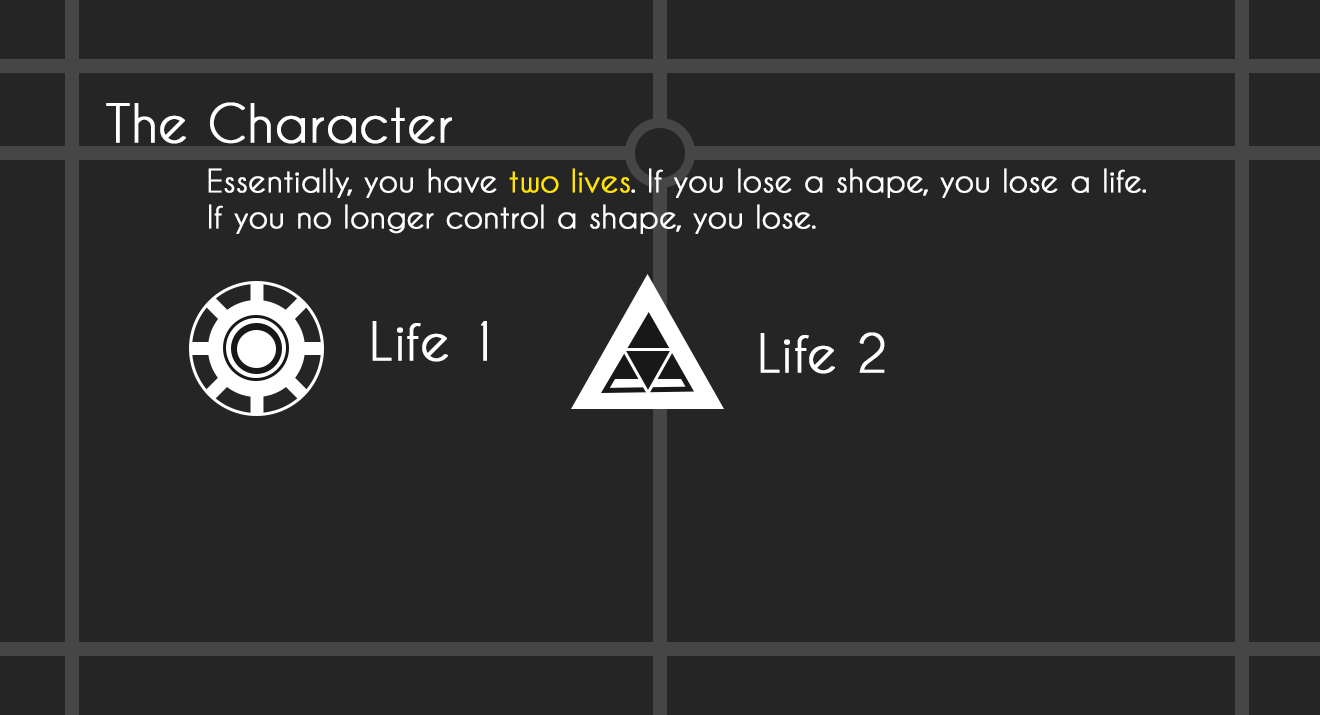 The Character
Essentially, you have two lives. If you lose a shape, you lose a life.
If you no longer control a shape, you lose.
Life 1
Life 2